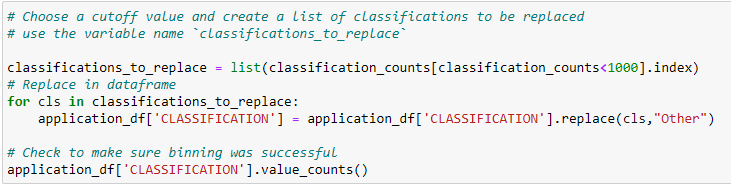 # Choose a cutoff value and create a list of classifications to be replaced
# use the variable name `classifications_to_replace`
classifications_to_replace = list(classification_counts[classification_counts<1000].index)
# Replace in dataframe
for cls in classifications_to_replace:
    application_df['CLASSIFICATION'] = application_df['CLASSIFICATION'].replace(cls,"Other")
# Check to make sure binning was successful
application_df['CLASSIFICATION'].value_counts()